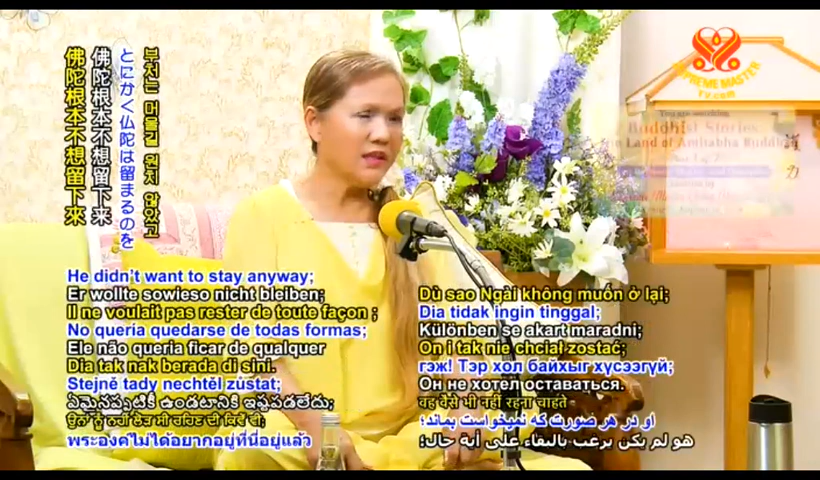 SUPREME MASTER
TV.com
부처는 머물길 원치 않았고
とにかく仏陀は留まるのを
佛陀根本不想留下来
佛陀根本不想留下來
Buddhist Stories:
Land of Amitabha Buddha
道
力
He didn't want to stay anyway;
Er wollte sowieso nicht bleiben;
Il ne voulait pas rester de toute façon ;
No quería quedarse de todas formas;
Ele não queria ficar de qualquer
Dia tak nak berada di sini.
Stejně tady nechtěl zůstat;
ఏమైనప్పటికీ ఉండటానికి ఇష్టపడలేదు;
พระองค์ไม่ได้อยากอยู่ที่นี่อยู่แล้ว
Dù sao Ngài không muốn ở lại;
Dia tidak ingin tinggal;
Különben se akart maradni;
On i tak nie chciał zostać;
гэж! Тэр хол байхыг хүсээгүй;
Он не хотел оставаться.
वह वैसे भी नहीं रहना चाहते
او در هر صورت که نمیخواست بماند؛
هو لم يكن يرغب بالبقاء على أية حال؛